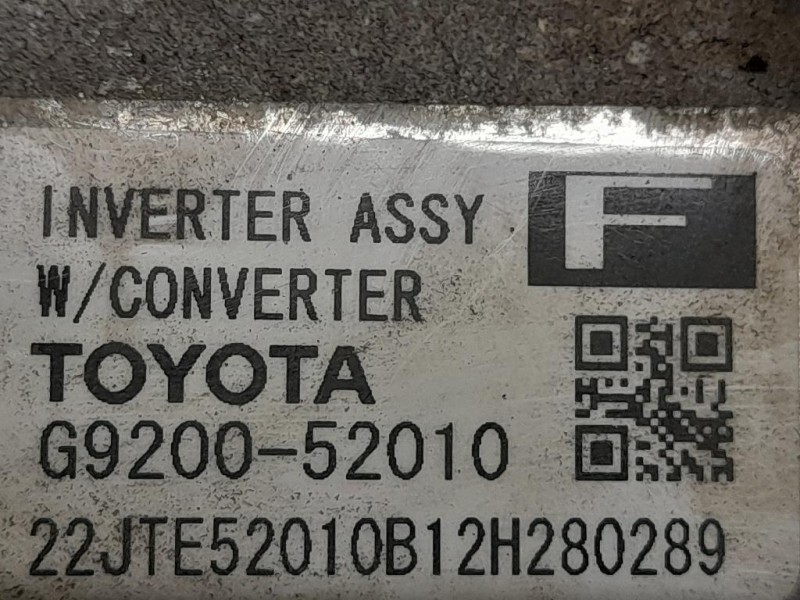 INVERTER ASSY
F
W/CONVERTER
TOYOTA
G9200-52010
22JTE52010B12H280289